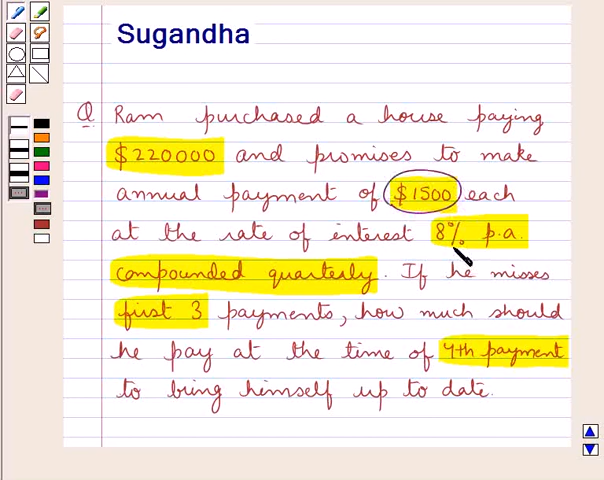 Sugandha
Q Ram purchased a house paying
$220000 and promises to make
annual payment of $1500 each
at the rate of interest 8% p.a.
compounded quarterly. If he misses
first 3 payments, how much should
he pay at the time of 4th payment
to bring himself up to date.